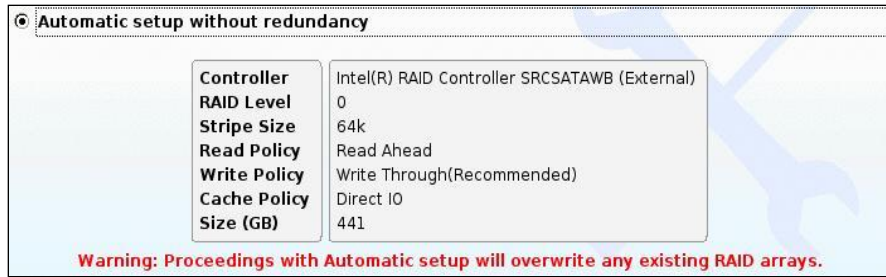 Automatic setup without redundancy
Controller Intel(R) RAID Controller SRCSATAWB (External)
RAID Level 0
Stripe Size 64k
Read Policy Read Ahead
Write Policy Write Through(Recommended)
Cache Policy Direct IO
Size (GB) 441
Warning: Proceedings with Automatic setup will overwrite any existing RAID arrays.